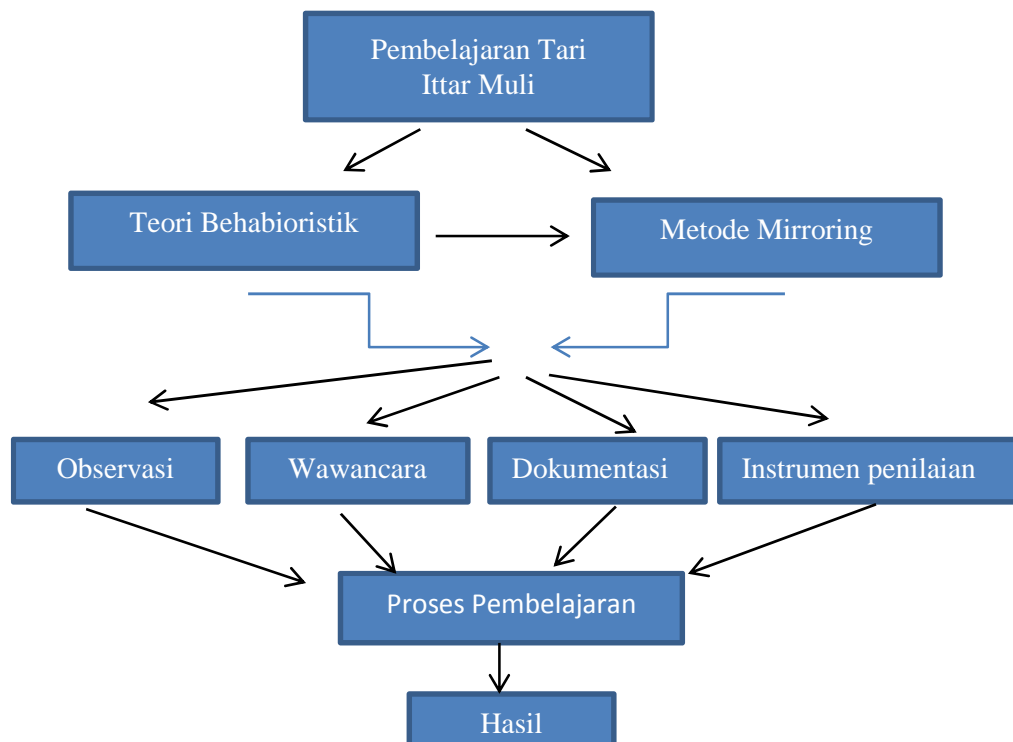 Pembelajaran Tari
Ittar Muli
Teori Behabioristik
Metode Mirroring
Observasi
Wawancara
Dokumentasi
Instrumen penilaian
Proses Pembelajaran
Hasil